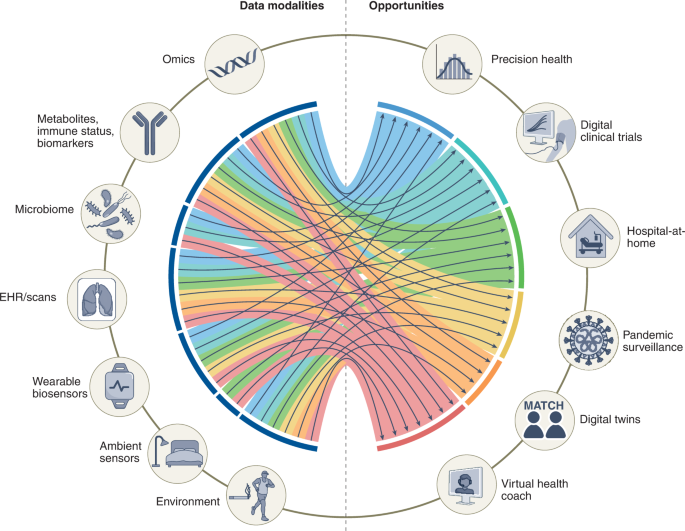 Data modalities
Opportunities
Omics
Metabolites,
immune status,
biomarkers
Microbiome
EHR/scans
Wearable
biosensors
Ambient
sensors
Environment
Precision health
Digital
clinical trials
Hospital-at-
home
Pandemic
surveillance
MATCH
Digital twins
Virtual health
coach